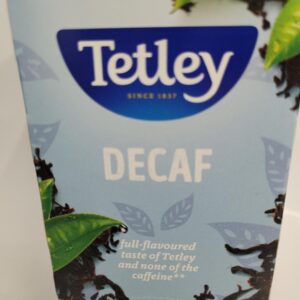 Tetley
SINCE 1837
DECAF
full-flavoured
taste of Tetley
and none of the
caffeine**